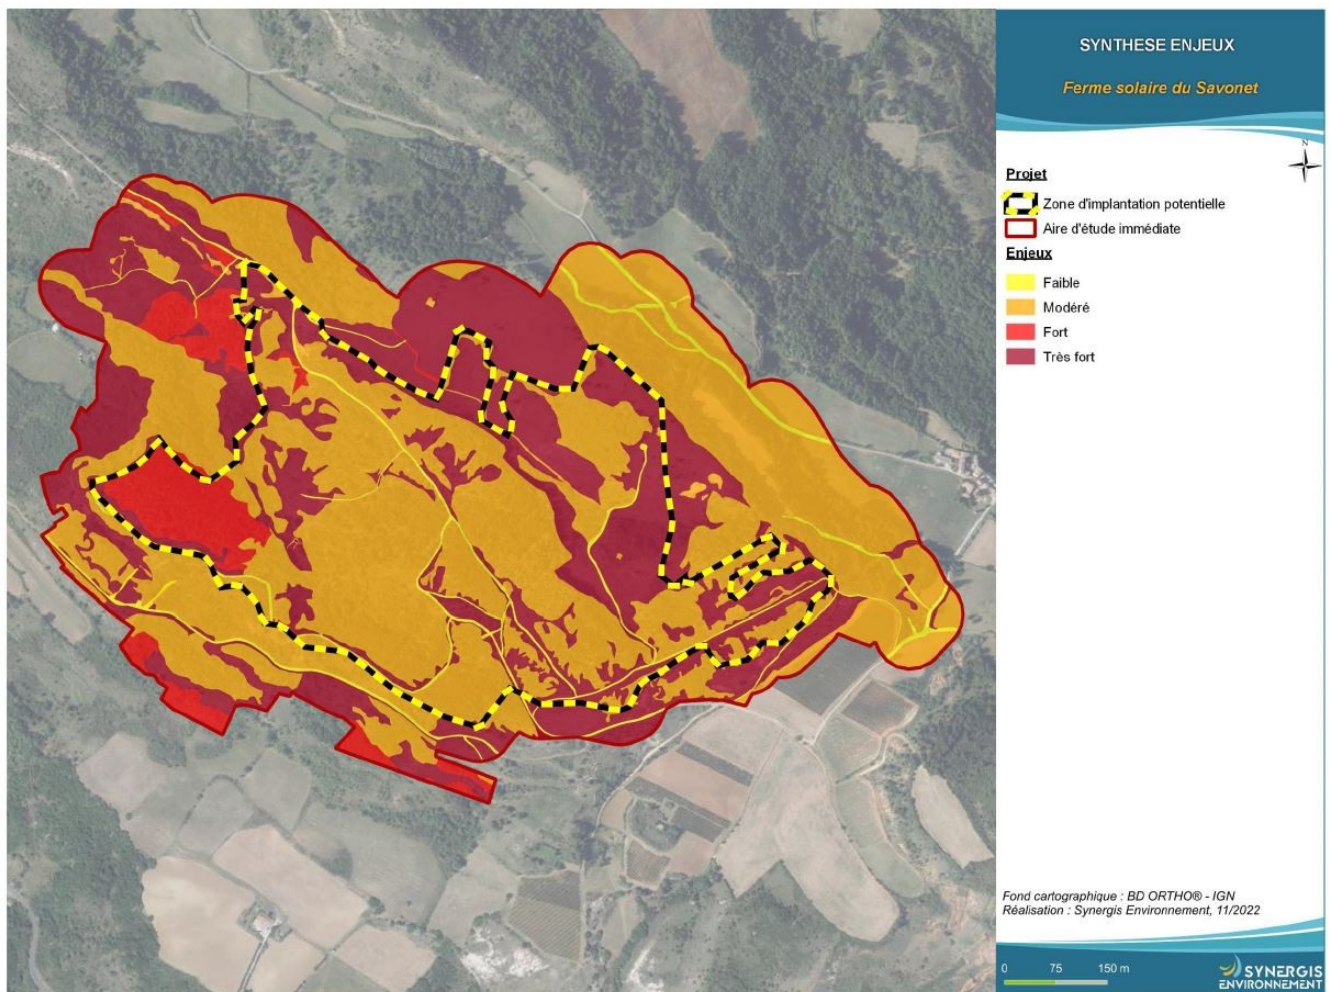 SYNTHESE ENJEUX
Ferme solaire du Savonet
N
Projet
Zone d'implantation potentielle
Aire d'étude immédiate
Enjeux
Faible
Modéré
Fort
Très fort
Fond cartographique : BD ORTHO® - IGN
Réalisation : Synergis Environnement, 11/2022
0 75 150 m
SYNERGIS
ENVIRONNEMENT